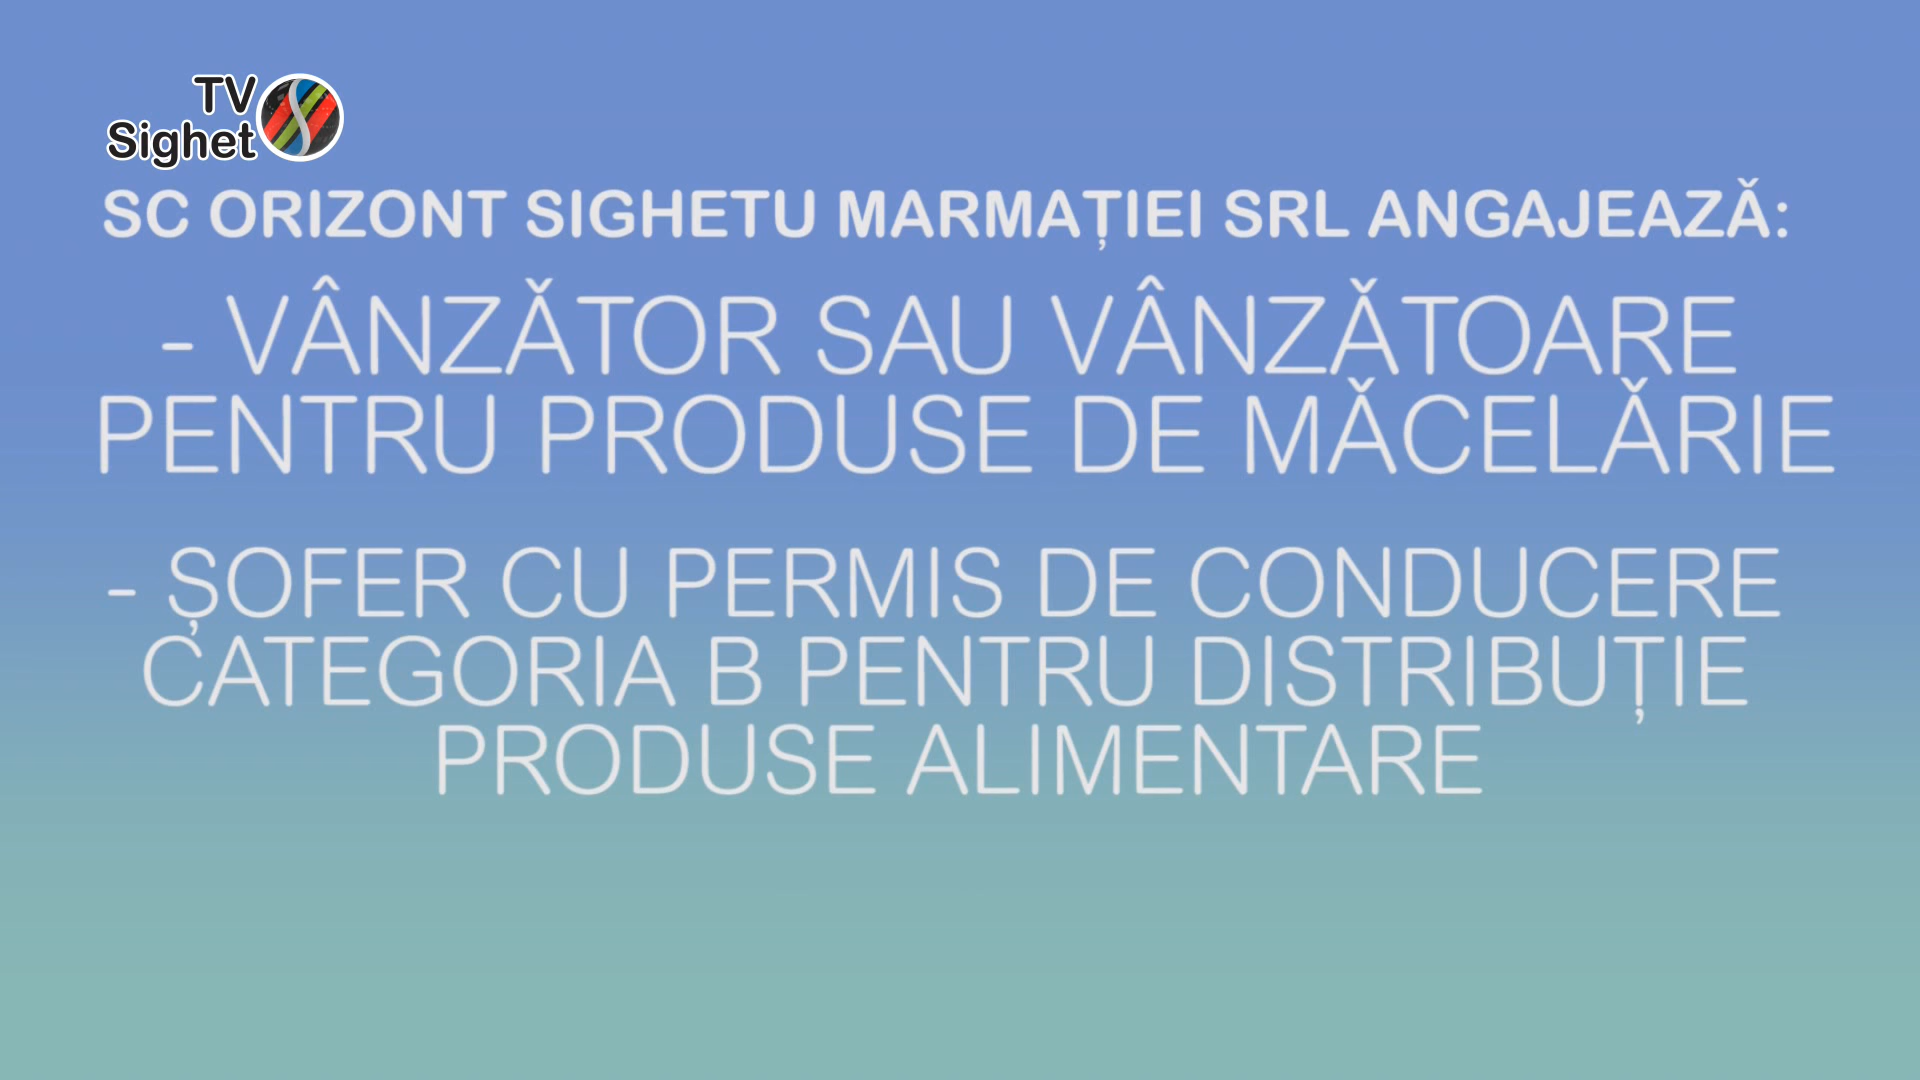 TV
Sighet
SC ORIZONT SIGHETU MARMAȚIEI SRL ANGAJEAZĂ:
- VÂNZĂTOR SAU VÂNZĂTOARE
PENTRU PRODUSE DE MĂCELĂRIE
- ȘOFER CU PERMIS DE CONDUCERE
CATEGORIA B PENTRU DISTRIBUȚIE
PRODUSE ALIMENTARE